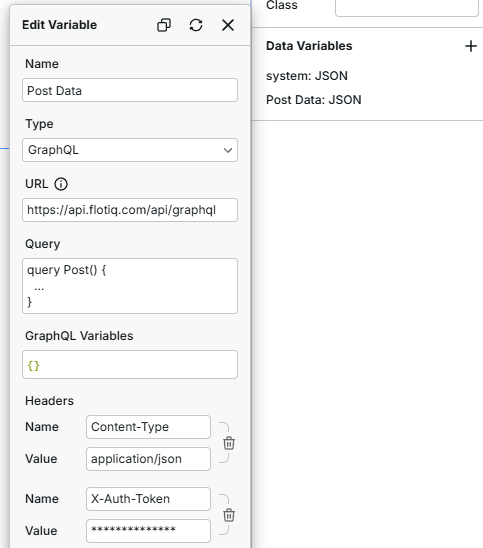 Edit Variable
Name
Post Data
Type
GraphQL
URL
https://api.flotiq.com/api/graphql
Query
query Post() {
...
}
GraphQL Variables
{}
Headers
Name Content-Type
Value application/json
Name X-Auth-Token
Value **************
Class
Data Variables
system: JSON
Post Data: JSON